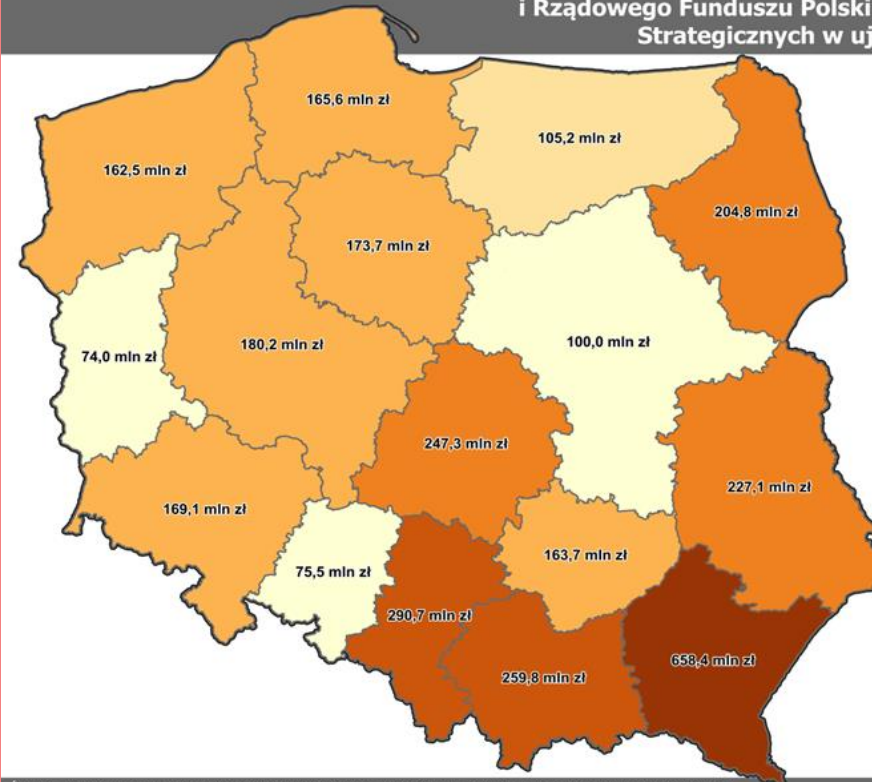 i Rządowego Funduszu Polski
Strategicznych w uj
165,6 mln zł
105,2 mln zł
162,5 mln zł
204,8 mln zł
173,7 mln zł
74,0 mln zł
180,2 mln zł
100,0 mln zł
247,3 mln zł
227,1 mln zł
169,1 mln zł
163,7 mln zł
75,5 mln zł
290,7 mln zł
658,4 mln zł
259,8 mln zł